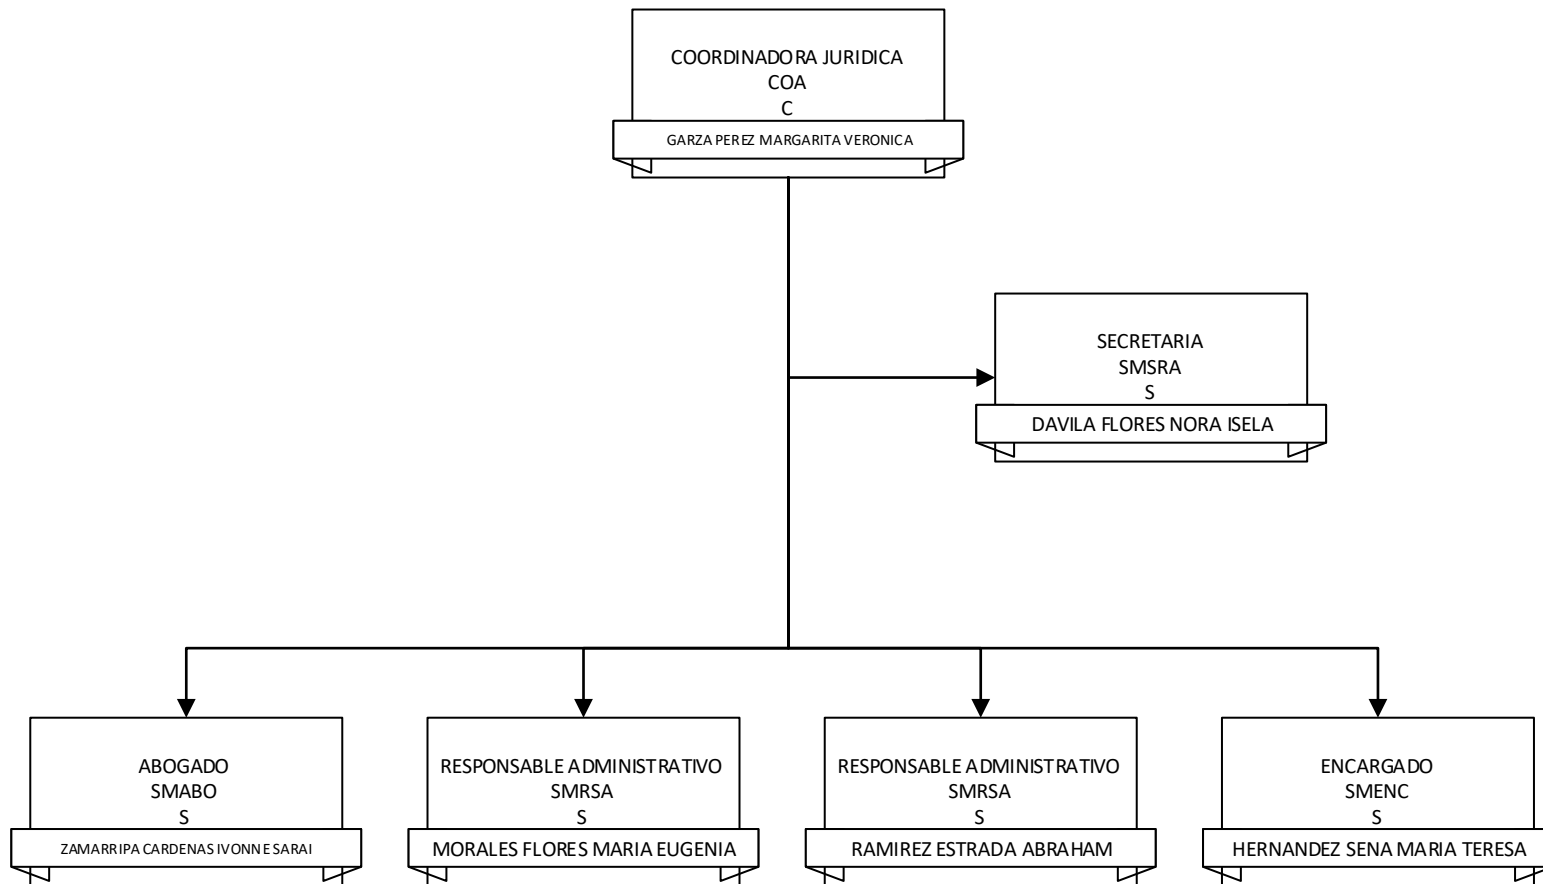 COORDINADORA JURIDICA
COA
C
GARZA PEREZ MARGARITA VERONICA
SECRETARIA
SMSRA
S
DAVILA FLORES NORA ISELA
ABOGADO
SMABO
S
ZAMARRIPA CARDENAS IVONNE SARAI
RESPONSABLE ADMINISTRATIVO
SMRSA
S
MORALES FLORES MARIA EUGENIA
RESPONSABLE ADMINISTRATIVO
SMRSA
S
RAMIREZ ESTRADA ABRAHAM
ENCARGADO
SMENC
S
HERNANDEZ SENA MARIA TERESA